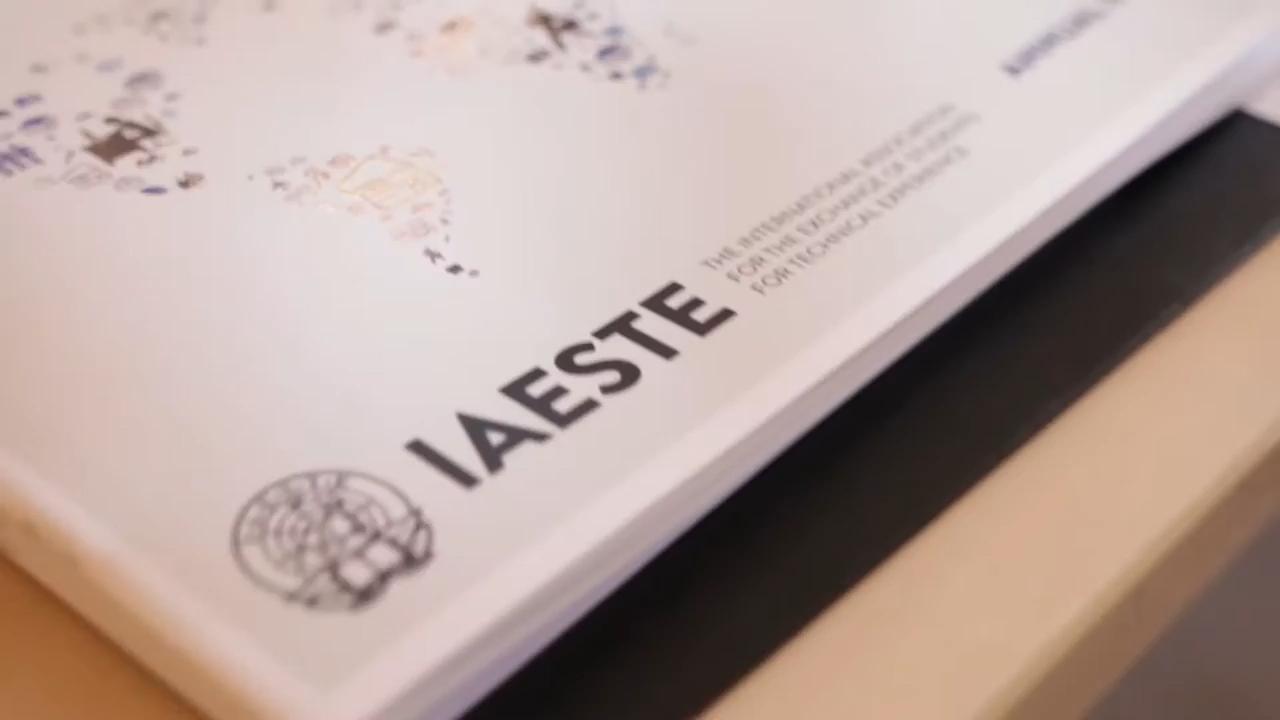 IAESTE
THE INTERNATIONAL ASSOCIATION
FOR THE EXCHANGE OF STUDENTS
FOR TECHNICAL EXPERIENCE